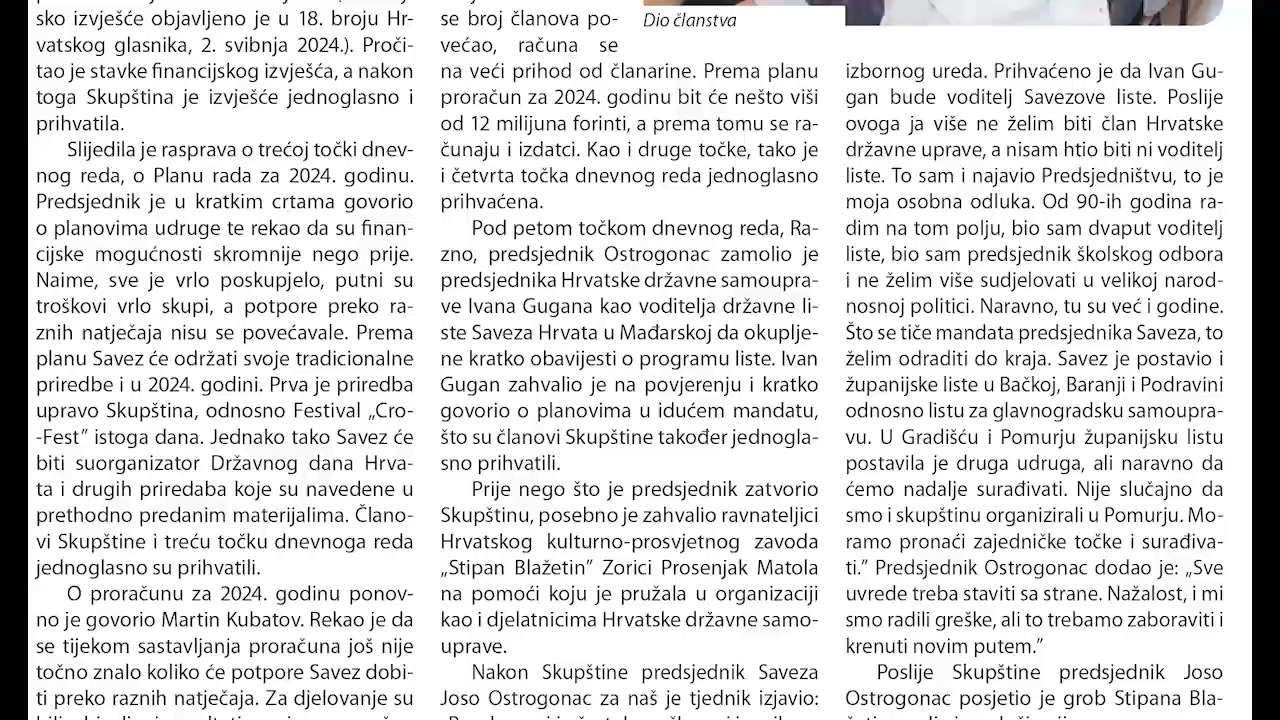 sko izvješće objavljeno je u 18. broju Hr-
vatskog glasnika, 2. svibnja 2024.). Proči-
tao je stavke financijskog izvješća, a nakon
toga Skupština je izvješće jednoglasno i
prihvatila.
Slijedila je rasprava o trećoj točki dnev-
nog reda, o Planu rada za 2024. godinu.
Predsjednik je u kratkim crtama govorio
o planovima udruge te rekao da su finan-
cijske mogućnosti skromnije nego prije.
Naime, sve je vrlo poskupjelo, putni su
troškovi vrlo skupi, a potpore preko ra-
znih natječaja nisu se povećavale. Prema
planu Savez će održati svoje tradicionalne
priredbe i u 2024. godini. Prva je priredba
upravo Skupština, odnosno Festival „Cro-
-Fest” istoga dana. Jednako tako Savez će
biti suorganizator Državnog dana Hrva-
ta i drugih priredaba koje su navedene u
prethodno predanim materijalima. Člano-
vi Skupštine i treću točku dnevnoga reda
jednoglasno su prihvatili.
O proračunu za 2024. godinu ponov-
no je govorio Martin Kubatov. Rekao je da
se tijekom sastavljanja proračuna još nije
točno znalo koliko će potpore Savez dobi-
ti preko raznih natječaja. Za djelovanje su
se broj članova po-
većao, računa se
na veći prihod od članarine. Prema planu
proračun za 2024. godinu bit će nešto viši
od 12 milijuna forinti, a prema tomu se ra-
čunaju i izdatci. Kao i druge točke, tako je
i četvrta točka dnevnog reda jednoglasno
prihvaćena.
Pod petom točkom dnevnog reda, Ra-
zno, predsjednik Ostrogonac zamolio je
predsjednika Hrvatske državne samoupra-
ve Ivana Gugana kao voditelja državne li-
ste Saveza Hrvata u Mađarskoj da okuplje-
ne kratko obavijesti o programu liste. Ivan
Gugan zahvalio je na povjerenju i kratko
govorio o planovima u idućem mandatu,
što su članovi Skupštine također jednogla-
sno prihvatili.
Prije nego što je predsjednik zatvorio
Skupštinu, posebno je zahvalio ravnateljici
Hrvatskog kulturno-prosvjetnog zavoda
„Stipan Blažetin” Zorici Prosenjak Matola
na pomoći koju je pružala u organizaciji
kao i djelatnicima Hrvatske državne samo-
uprave.
Nakon Skupštine predsjednik Saveza
Joso Ostrogonac za naš je tjednik izjavio:
Dio članstva
izbornog ureda. Prihvaćeno je da Ivan Gu-
gan bude voditelj Savezove liste. Poslije
ovoga ja više ne želim biti član Hrvatske
državne uprave, a nisam htio biti ni voditelj
liste. To sam i najavio Predsjedništvu, to je
moja osobna odluka. Od 90-ih godina ra-
dim na tom polju, bio sam dvaput voditelj
liste, bio sam predsjednik školskog odbora
i ne želim više sudjelovati u velikoj narod-
nosnoj politici. Naravno, tu su već i godine.
Što se tiče mandata predsjednika Saveza, to
želim odraditi do kraja. Savez je postavio i
županijske liste u Bačkoj, Baranji i Podravini
odnosno listu za glavnogradsku samoupra-
vu. U Gradišću i Pomurju županijsku listu
postavila je druga udruga, ali naravno da
ćemo nadalje surađivati. Nije slučajno da
smo i skupštinu organizirali u Pomurju. Mo-
ramo pronaći zajedničke točke i surađiva-
ti.” Predsjednik Ostrogonac dodao je: „Sve
uvrede treba staviti sa strane. Nažalost, i mi
smo radili greške, ali to trebamo zaboraviti i
krenuti novim putem.”
Poslije Skupštine predsjednik Joso
Ostrogonac posjetio je grob Stipana Bla-